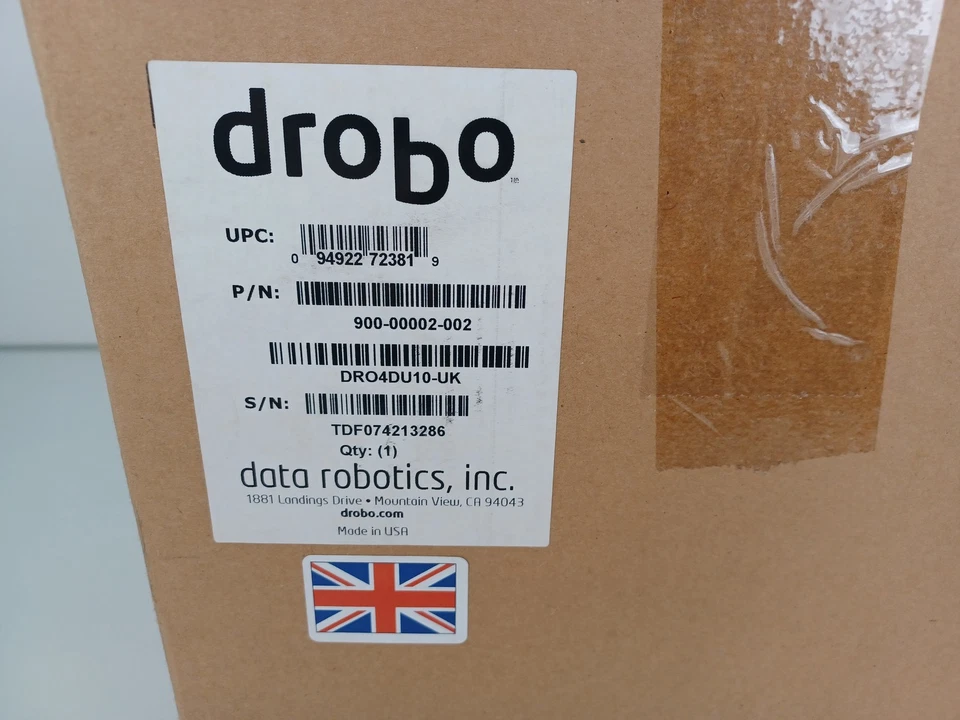 drobo
UPC: 0 94922 72381 9
P/N:
900-00002-002
DRO4DU10-UK
S/N:
TDF074213286
Qty: (1)
data robotics, inc.
1881 Landings Drive • Mountain View, CA 94043
drobo.com
Made in USA